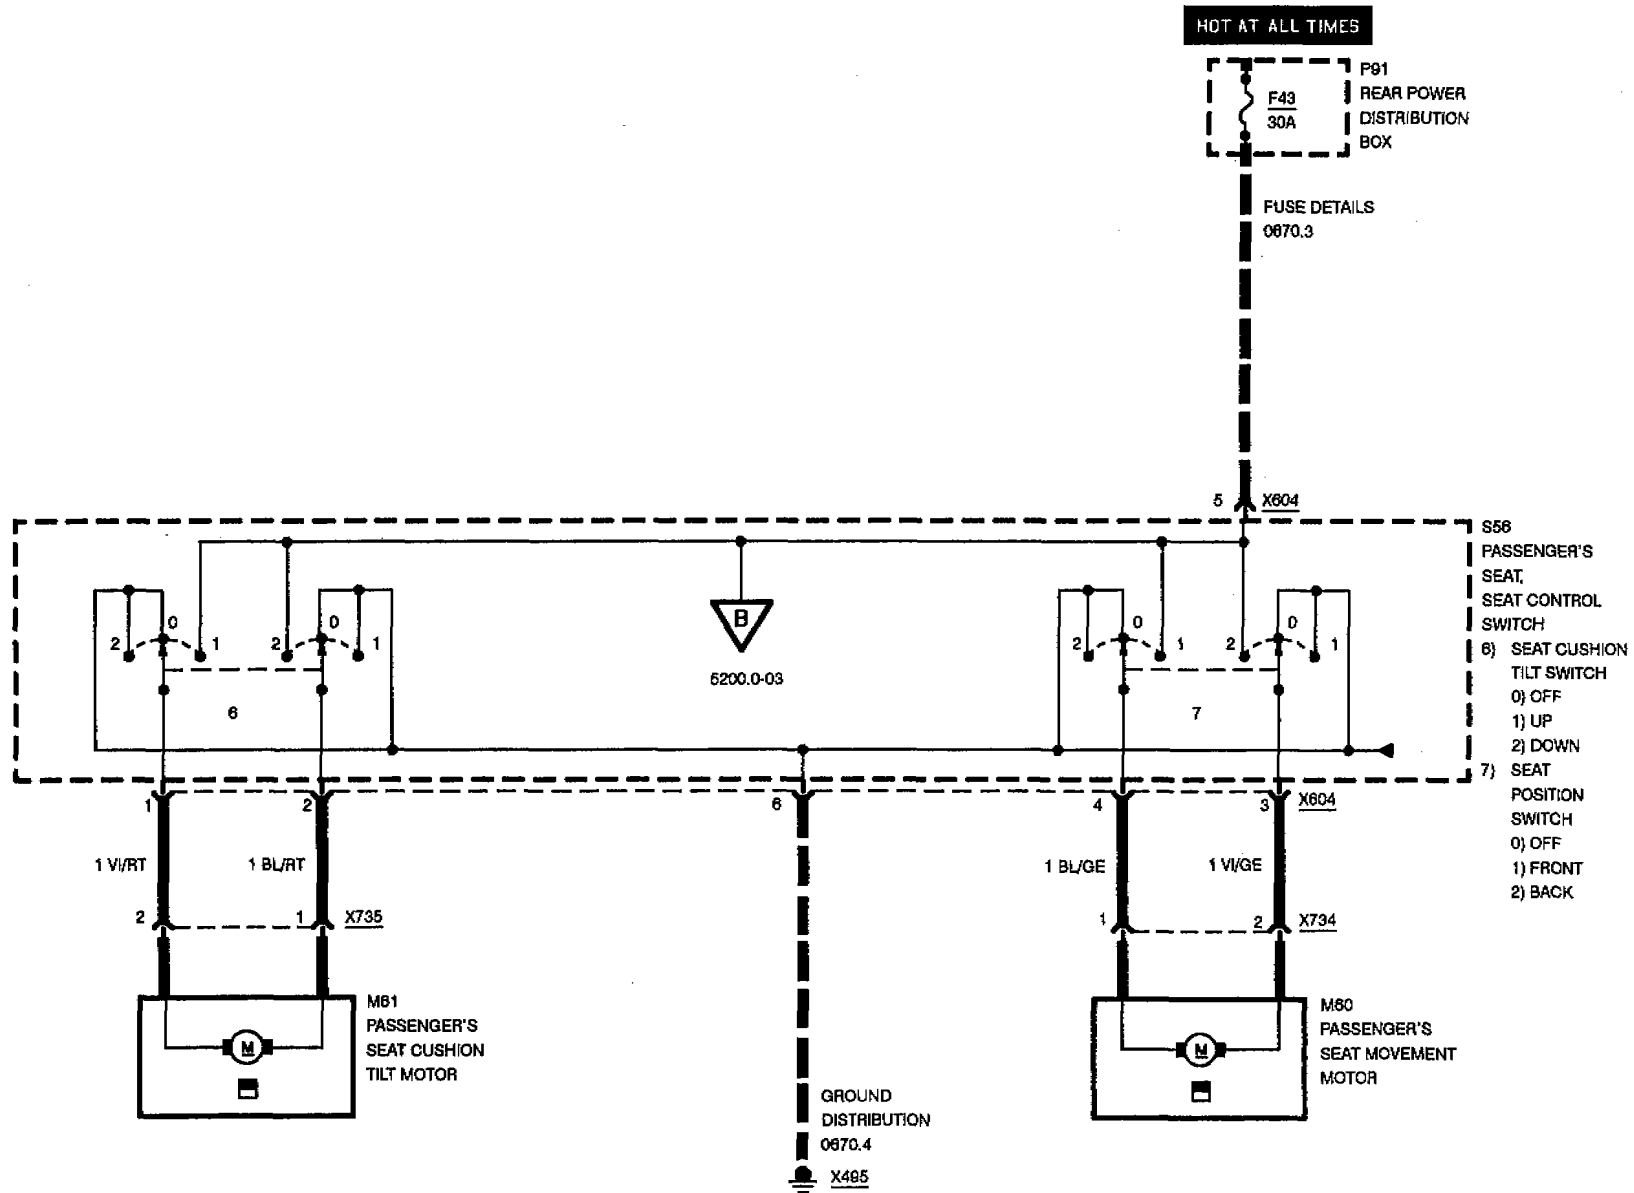 HOT AT ALL TIMES
P91
REAR POWER
DISTRIBUTION
BOX
F43
30A
FUSE DETAILS
0670.3
5 X604
S56
PASSENGER'S
SEAT,
SEAT CONTROL
SWITCH
6) SEAT CUSHION
TILT SWITCH
0) OFF
1) UP
2) DOWN
7) SEAT
POSITION
SWITCH
0) OFF
1) FRONT
2) BACK
2 0 1 2 0 1
B
5200.0-03
2 0 1 2 0 1
6
7
1 2 6 4 3 X604
1 VI/RT 1 BL/RT 1 BL/GE 1 VI/GE
2 1 X735
1 2 X734
M
M61
PASSENGER'S
SEAT CUSHION
TILT MOTOR
M
M60
PASSENGER'S
SEAT MOVEMENT
MOTOR
GROUND
DISTRIBUTION
0670.4
X495